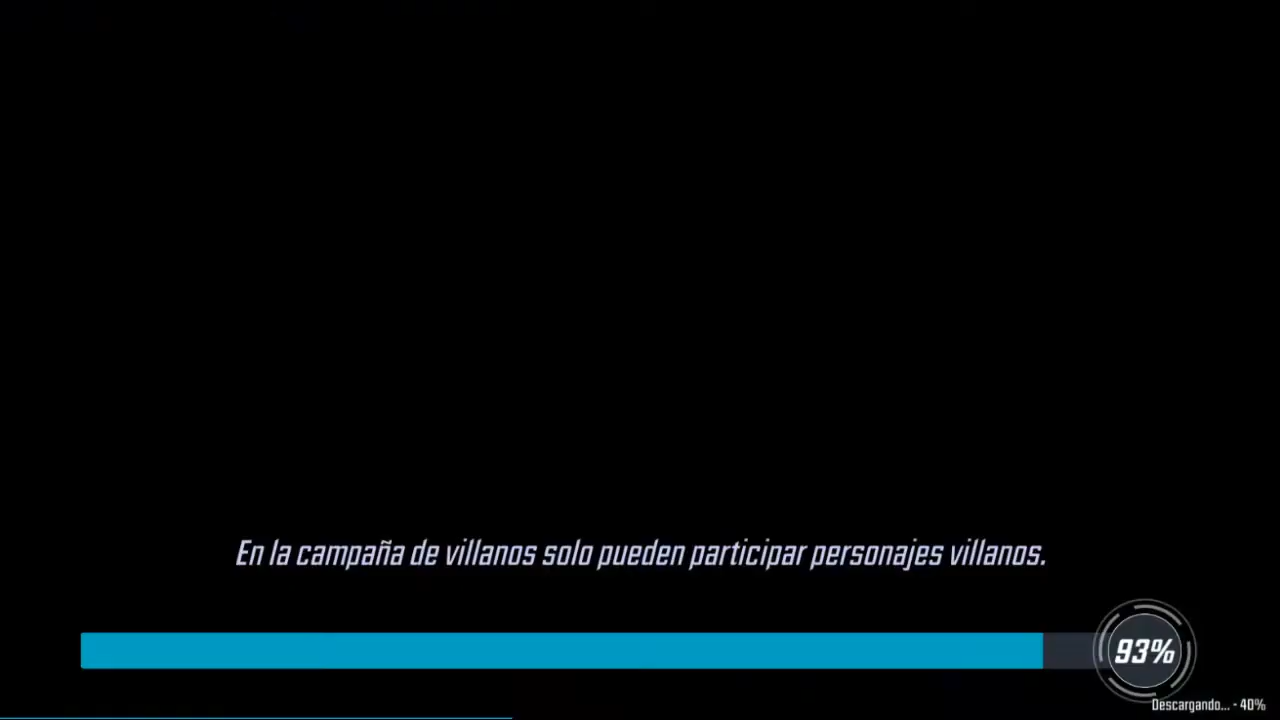 En la campaña de villanos solo pueden participar personajes villanos.
93%
Descargando... - 40%